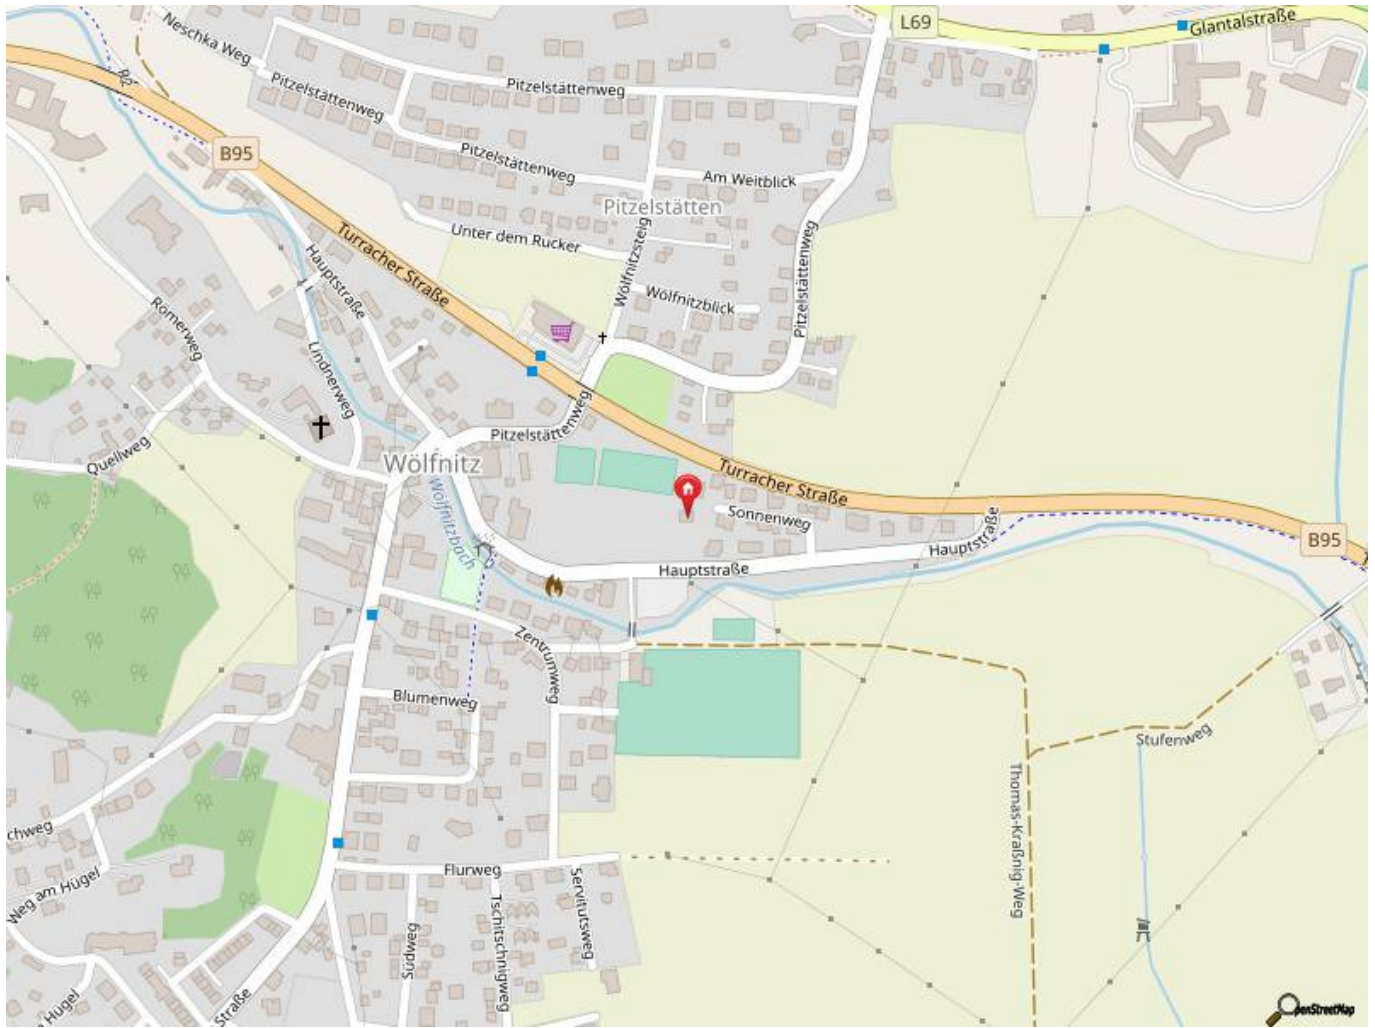 L69
Glantalstraße
Neschka Weg
Pitzelstättenweg
Pitzelstättenweg
B95
Pitzelstättenweg
Am Weitblick
Pitzelstätten
Unter dem Rucker
Wölfnitzsteig
Pitzelstättenweg
Turracher Straße
Hauptstraße
Wölfnitzblick
Römerweg
Lindnerweg
Pitzelstättenweg
Quellweg
Wölfnitz
Turracher Straße
Wölfnitzbach
Sonnenweg
Hauptstraße
B95
Hauptstraße
Zentrumweg
Blumenweg
Stufenweg
Thomas-Kraßnig-Weg
chweg
Flurweg
Weg am Hügel
Tschitschnigweg
Servitutsweg
Südweg
Hügel
Straße
OpenStreetMap